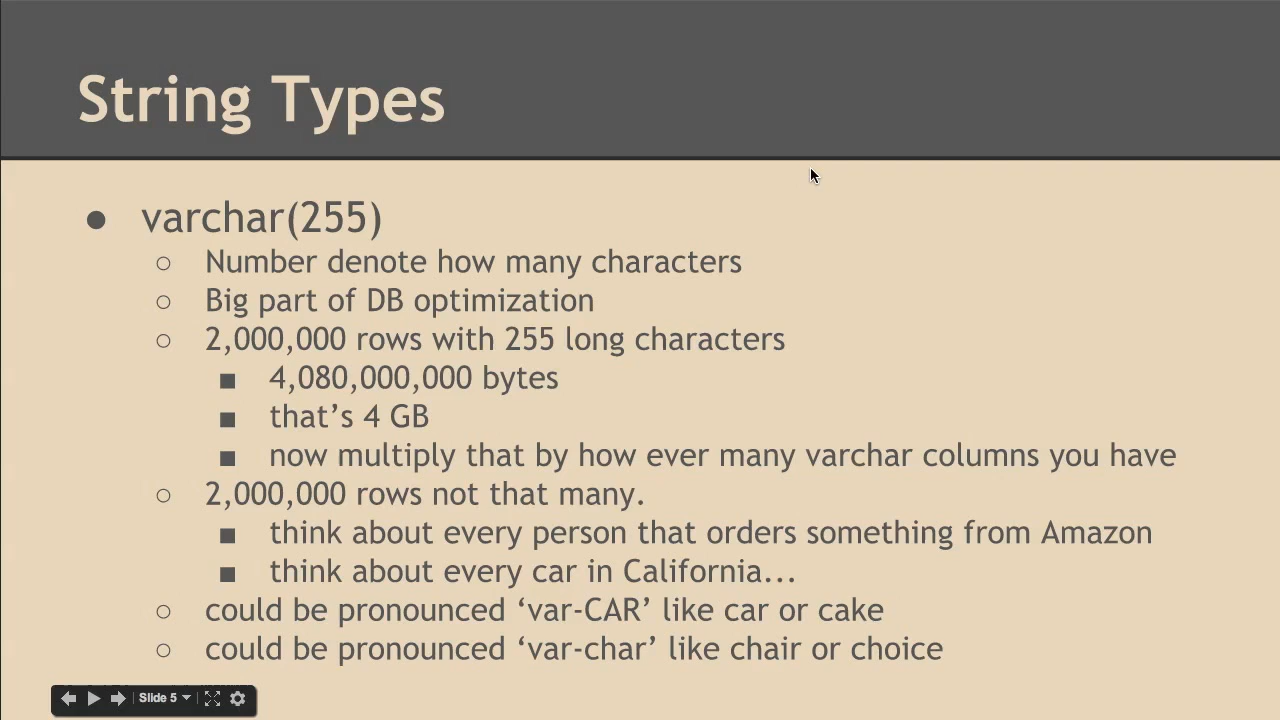 String Types
● varchar(255)
○ Number denote how many characters
○ Big part of DB optimization
○ 2,000,000 rows with 255 long characters
■ 4,080,000,000 bytes
■ that’s 4 GB
■ now multiply that by how ever many varchar columns you have
○ 2,000,000 rows not that many.
■ think about every person that orders something from Amazon
■ think about every car in California...
○ could be pronounced ‘var-CAR’ like car or cake
○ could be pronounced ‘var-char’ like chair or choice
Slide 5